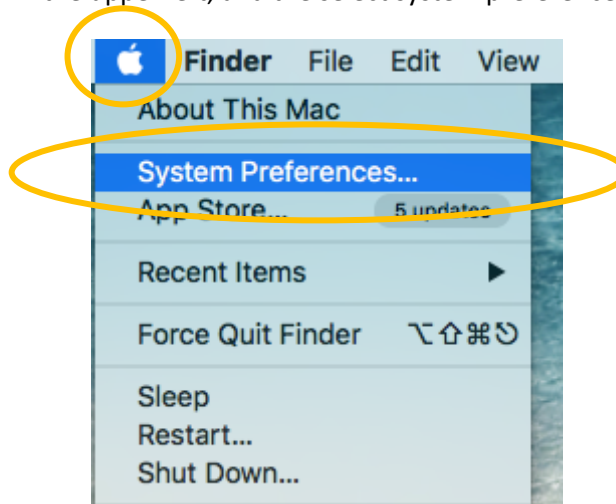 Finder File Edit View
About This Mac
System Preferences...
App Store... 5 updates
Recent Items ▶
Force Quit Finder ⌥⇧⌘⎋
Sleep
Restart...
Shut Down...